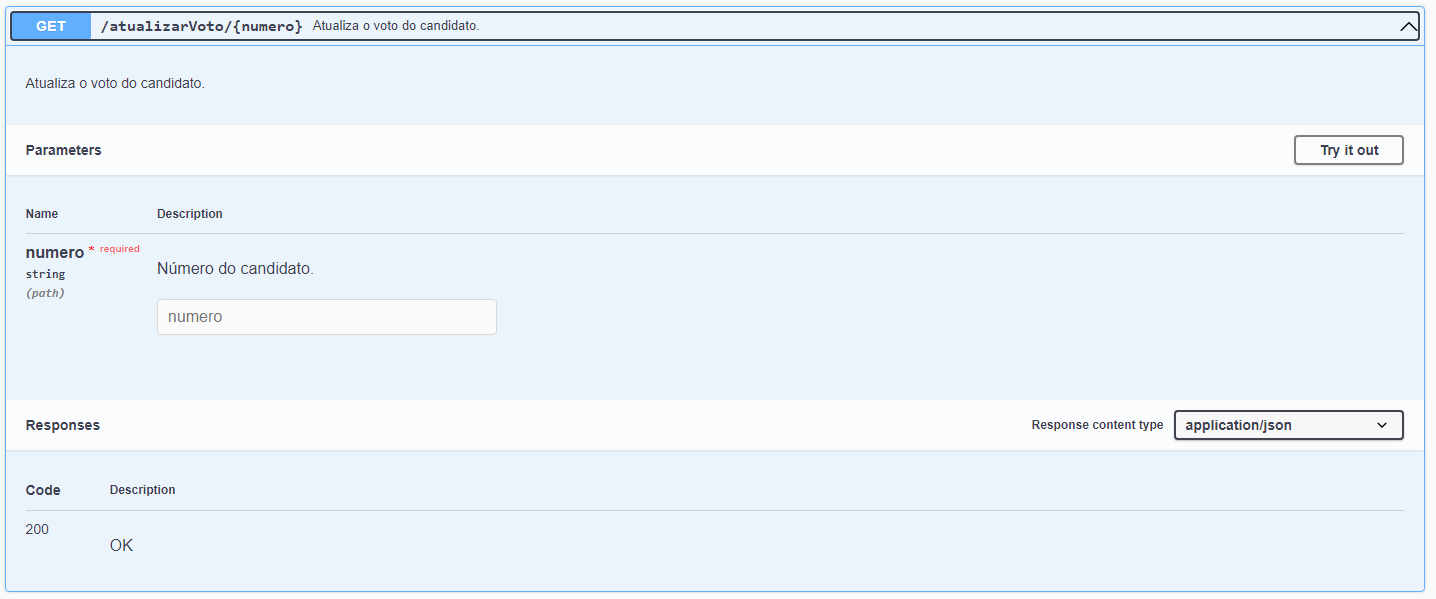 GET /atualizarVoto/{numero} Atualiza o voto do candidato.
Atualiza o voto do candidato.
Parameters Try it out
Name Description
numero * required
string
(path)
Número do candidato.
numero
Responses Response content type application/json
Code Description
200
OK